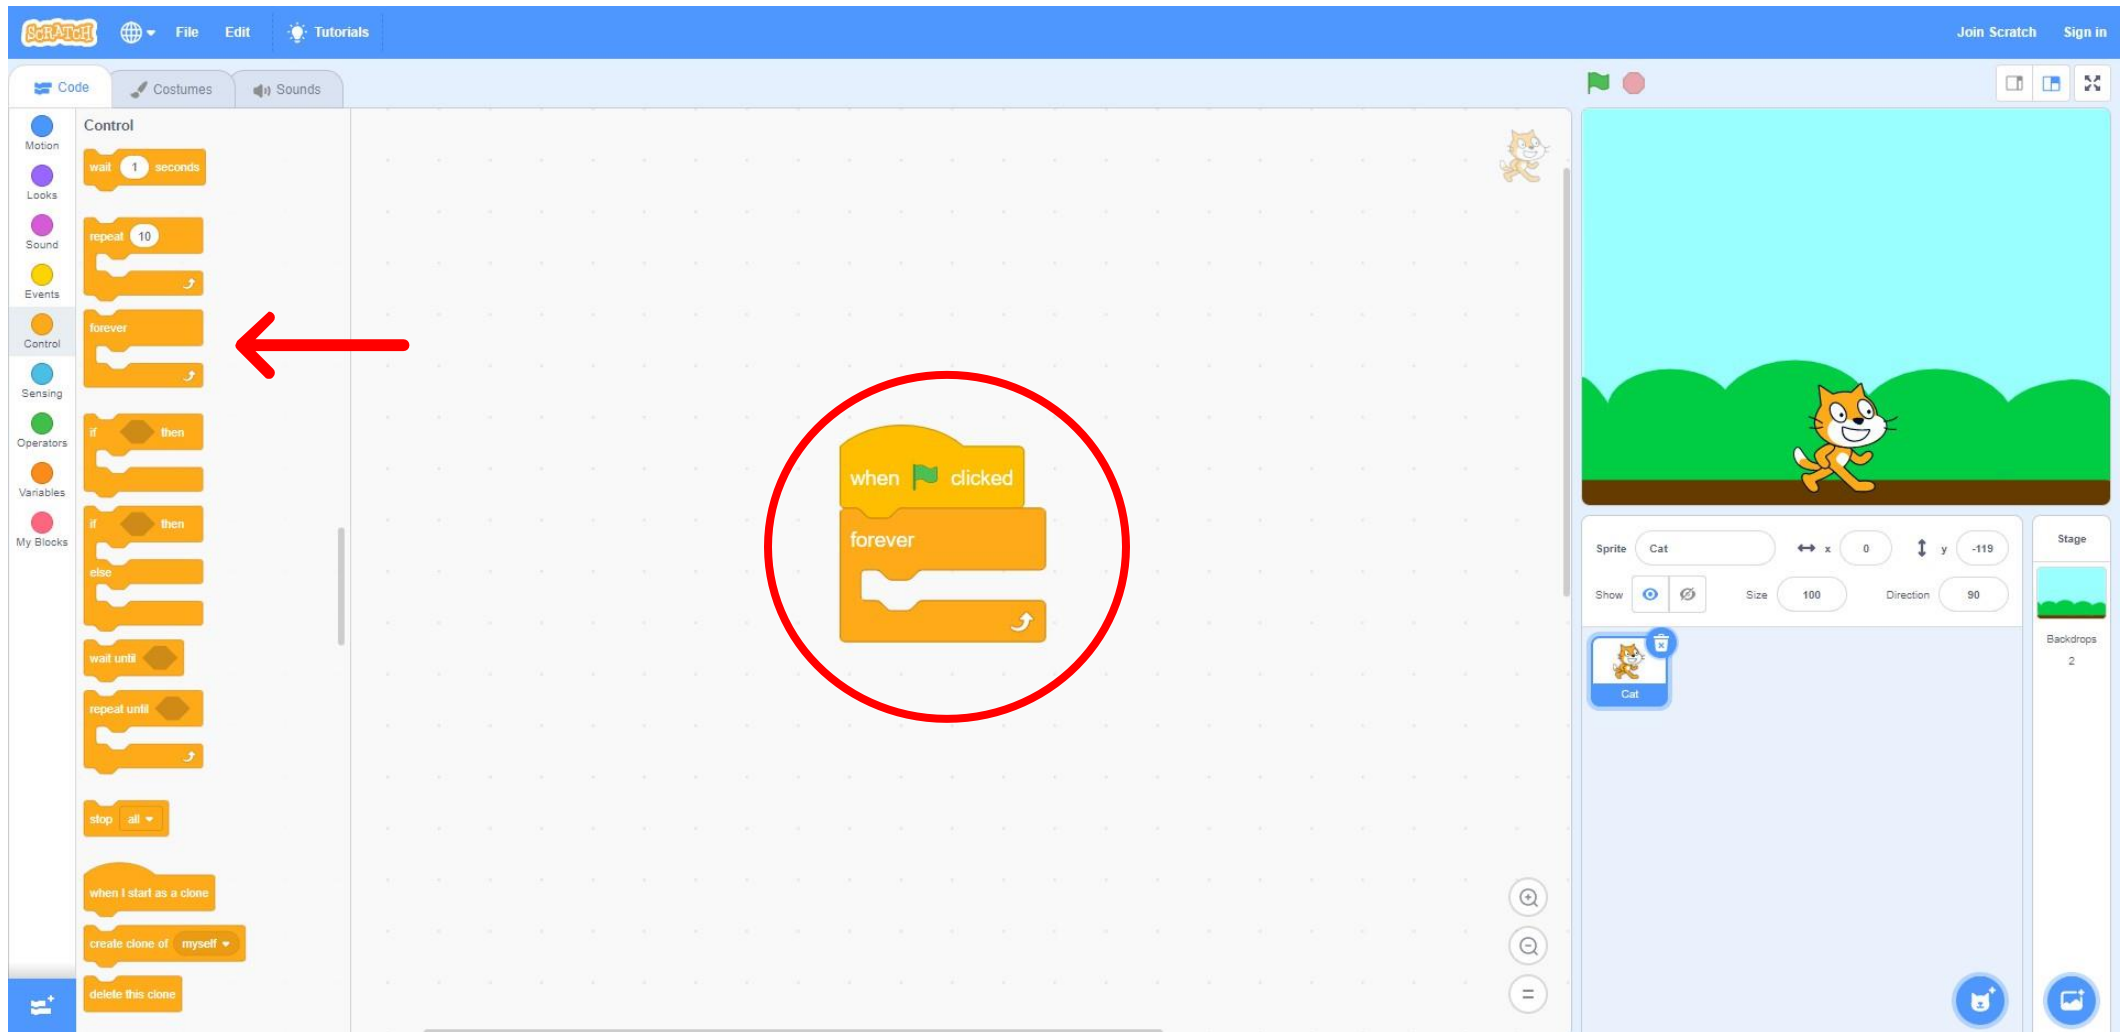 SCRATCH File Edit Tutorials Join Scratch Sign in
Code Costumes Sounds
Motion
Looks
Sound
Events
Control
Sensing
Operators
Variables
My Blocks
Control
wait 1 seconds
repeat 10
forever
if then
if then
else
wait until
repeat until
stop all
when I start as a clone
create clone of myself
delete this clone
when clicked
forever
Sprite Cat x 0 y -119
Show Size 100 Direction 90
Cat
Stage
Backdrops
2